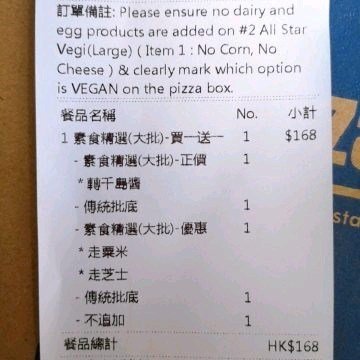 訂單備註: Please ensure no dairy and
egg products are added on #2 All Star
Vegi(Large) ( Item 1 : No Corn, No
Cheese ) & clearly mark which option
is VEGAN on the pizza box.
餐品名稱 No. 小計
1 素食精選(大批)-買一送一 1 $168
- 素食精選(大批)-正價 1
* 轉千島醬
- 傳統批底 1
- 素食精選(大批)-優惠 1
* 走粟米
* 走芝士
- 傳統批底 1
- 不追加 1
餐品總計 HK$168